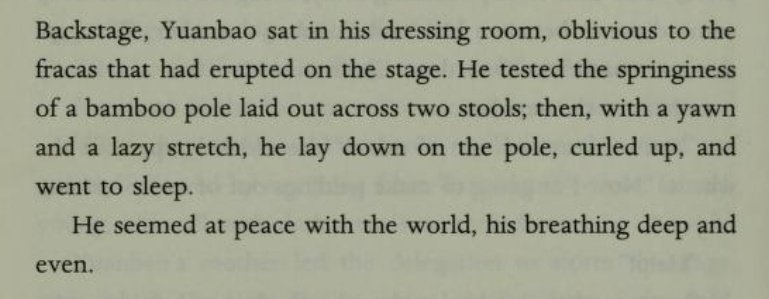 Backstage, Yuanbao sat in his dressing room, oblivious to the
fracas that had erupted on the stage. He tested the springiness
of a bamboo pole laid out across two stools; then, with a yawn
and a lazy stretch, he lay down on the pole, curled up, and
went to sleep.
He seemed at peace with the world, his breathing deep and
even.